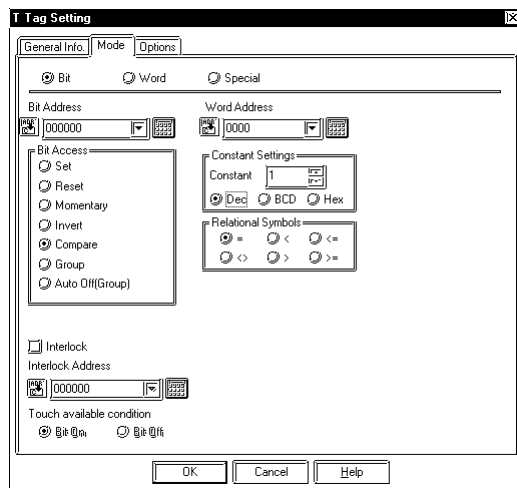 T Tag Setting
General Info. Mode Options
Bit Word Special
Bit Address Word Address
000000 0000
Bit Access
Set
Reset
Momentary
Invert
Compare
Group
Auto Off(Group)
Constant Settings
Constant 1
Dec BCD Hex
Relational Symbols
= < <=
<> > >=
Interlock
Interlock Address
000000
Touch available condition
Bit On Bit Off
OK Cancel Help